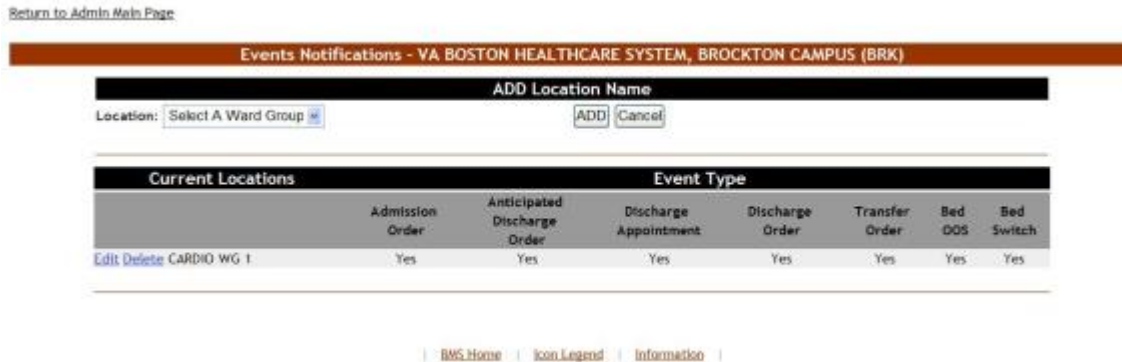 Return to Admin Main Page
Events Notifications - VA BOSTON HEALTHCARE SYSTEM, BROCKTON CAMPUS (BRK)
ADD Location Name
Location: Select A Ward Group ADD Cancel
Current Locations Event Type
Admission Order Anticipated Discharge Order Discharge Appointment Discharge Order Transfer Order Bed OOS Bed Switch
Edit Delete CARDIO WG 1 Yes Yes Yes Yes Yes Yes Yes
| BMS Home | Icon Legend | Information |